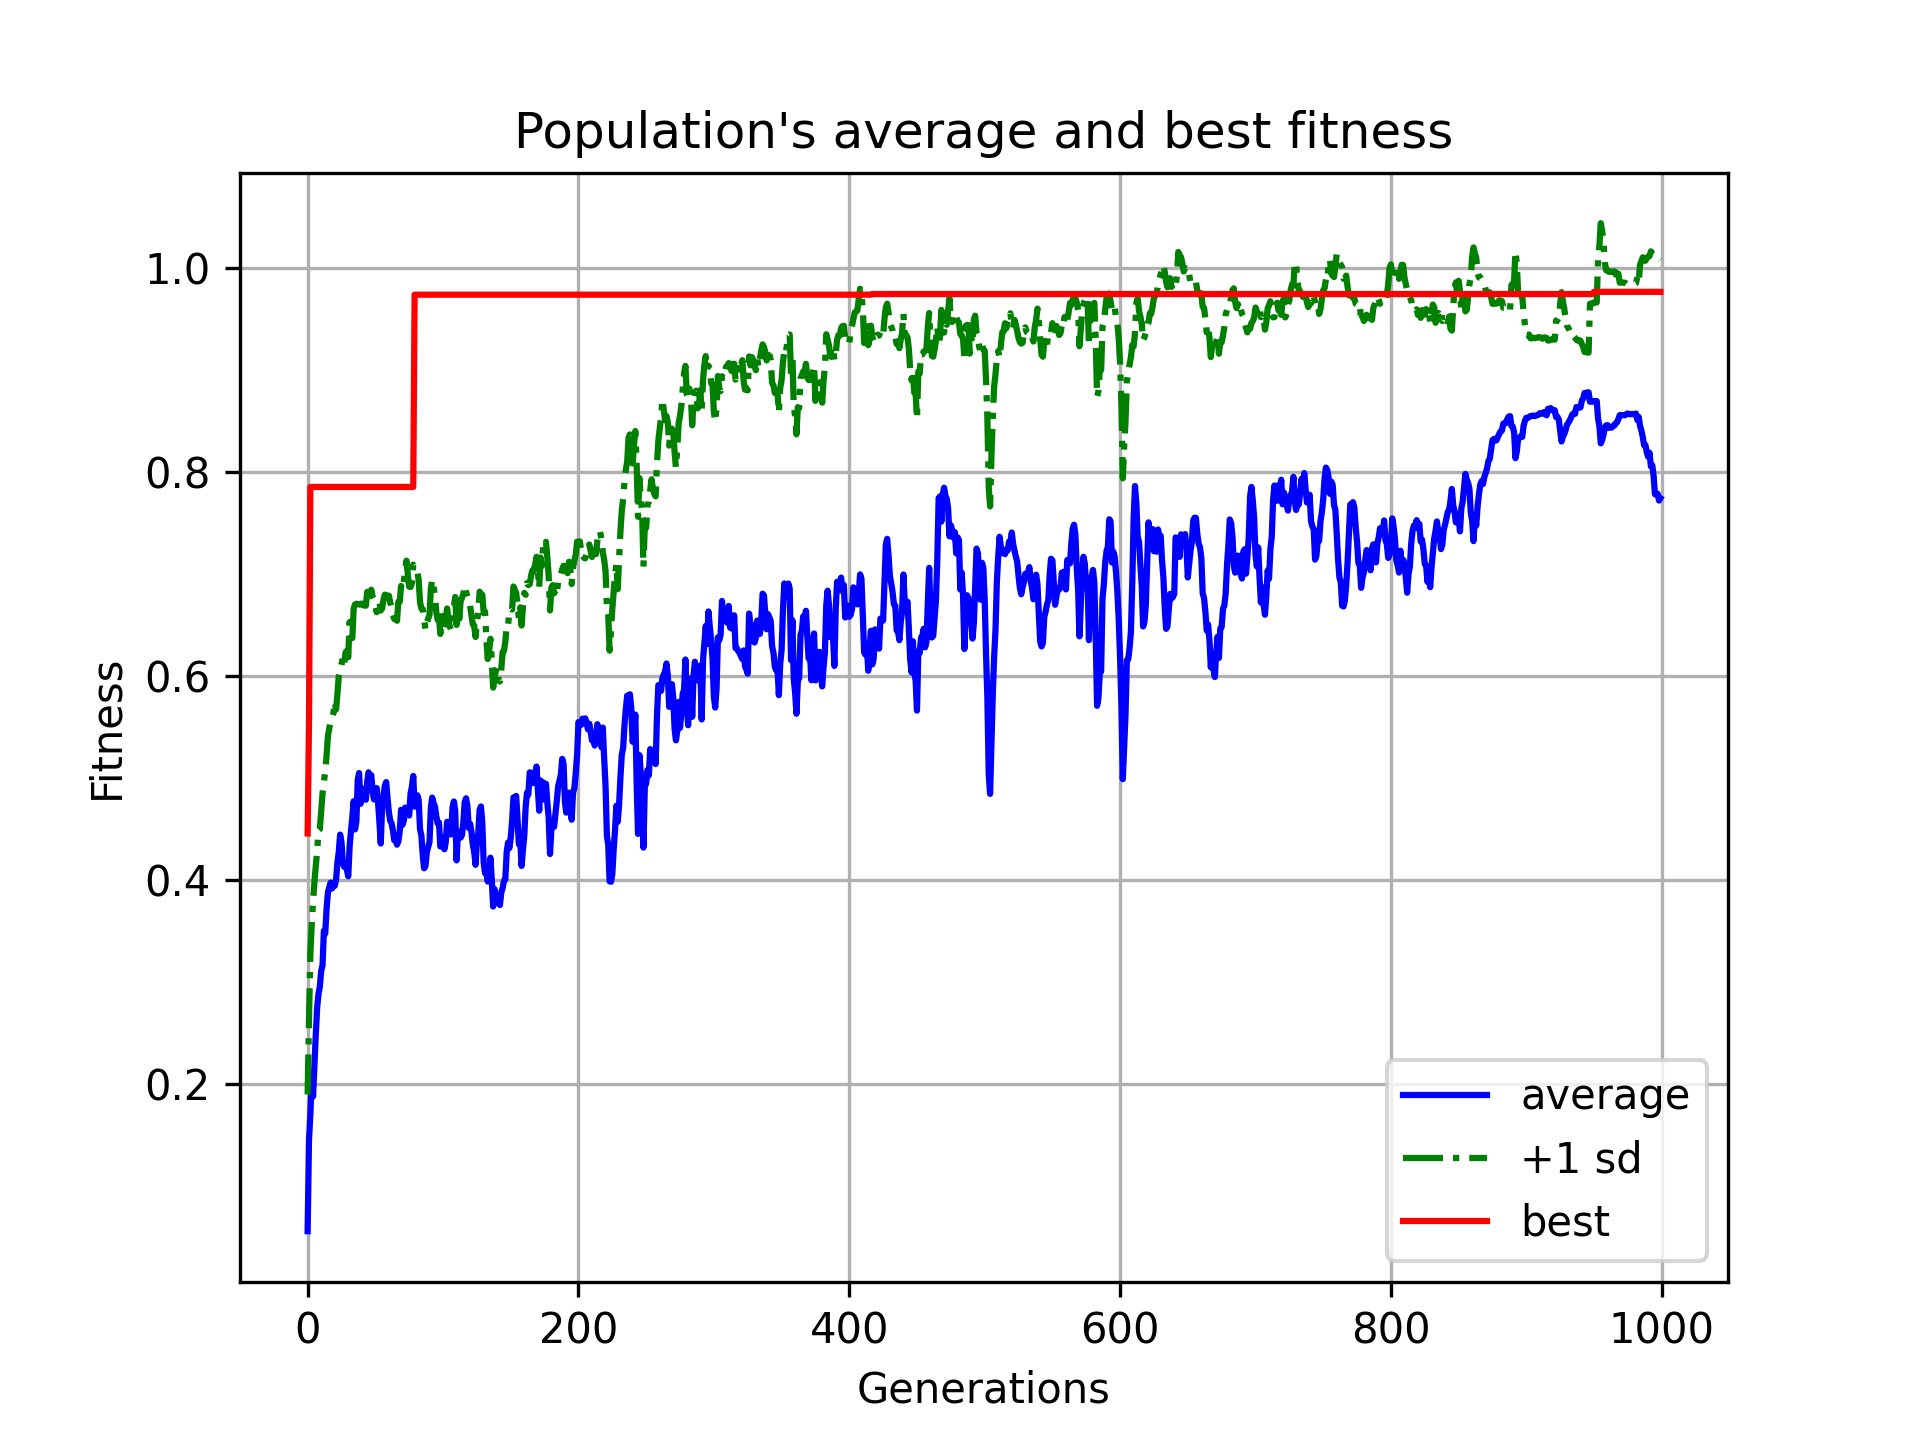 Population's average and best fitness
Fitness
1.0
0.8
0.6
0.4
0.2
0 200 400 600 800 1000
Generations
average
+1 sd
best